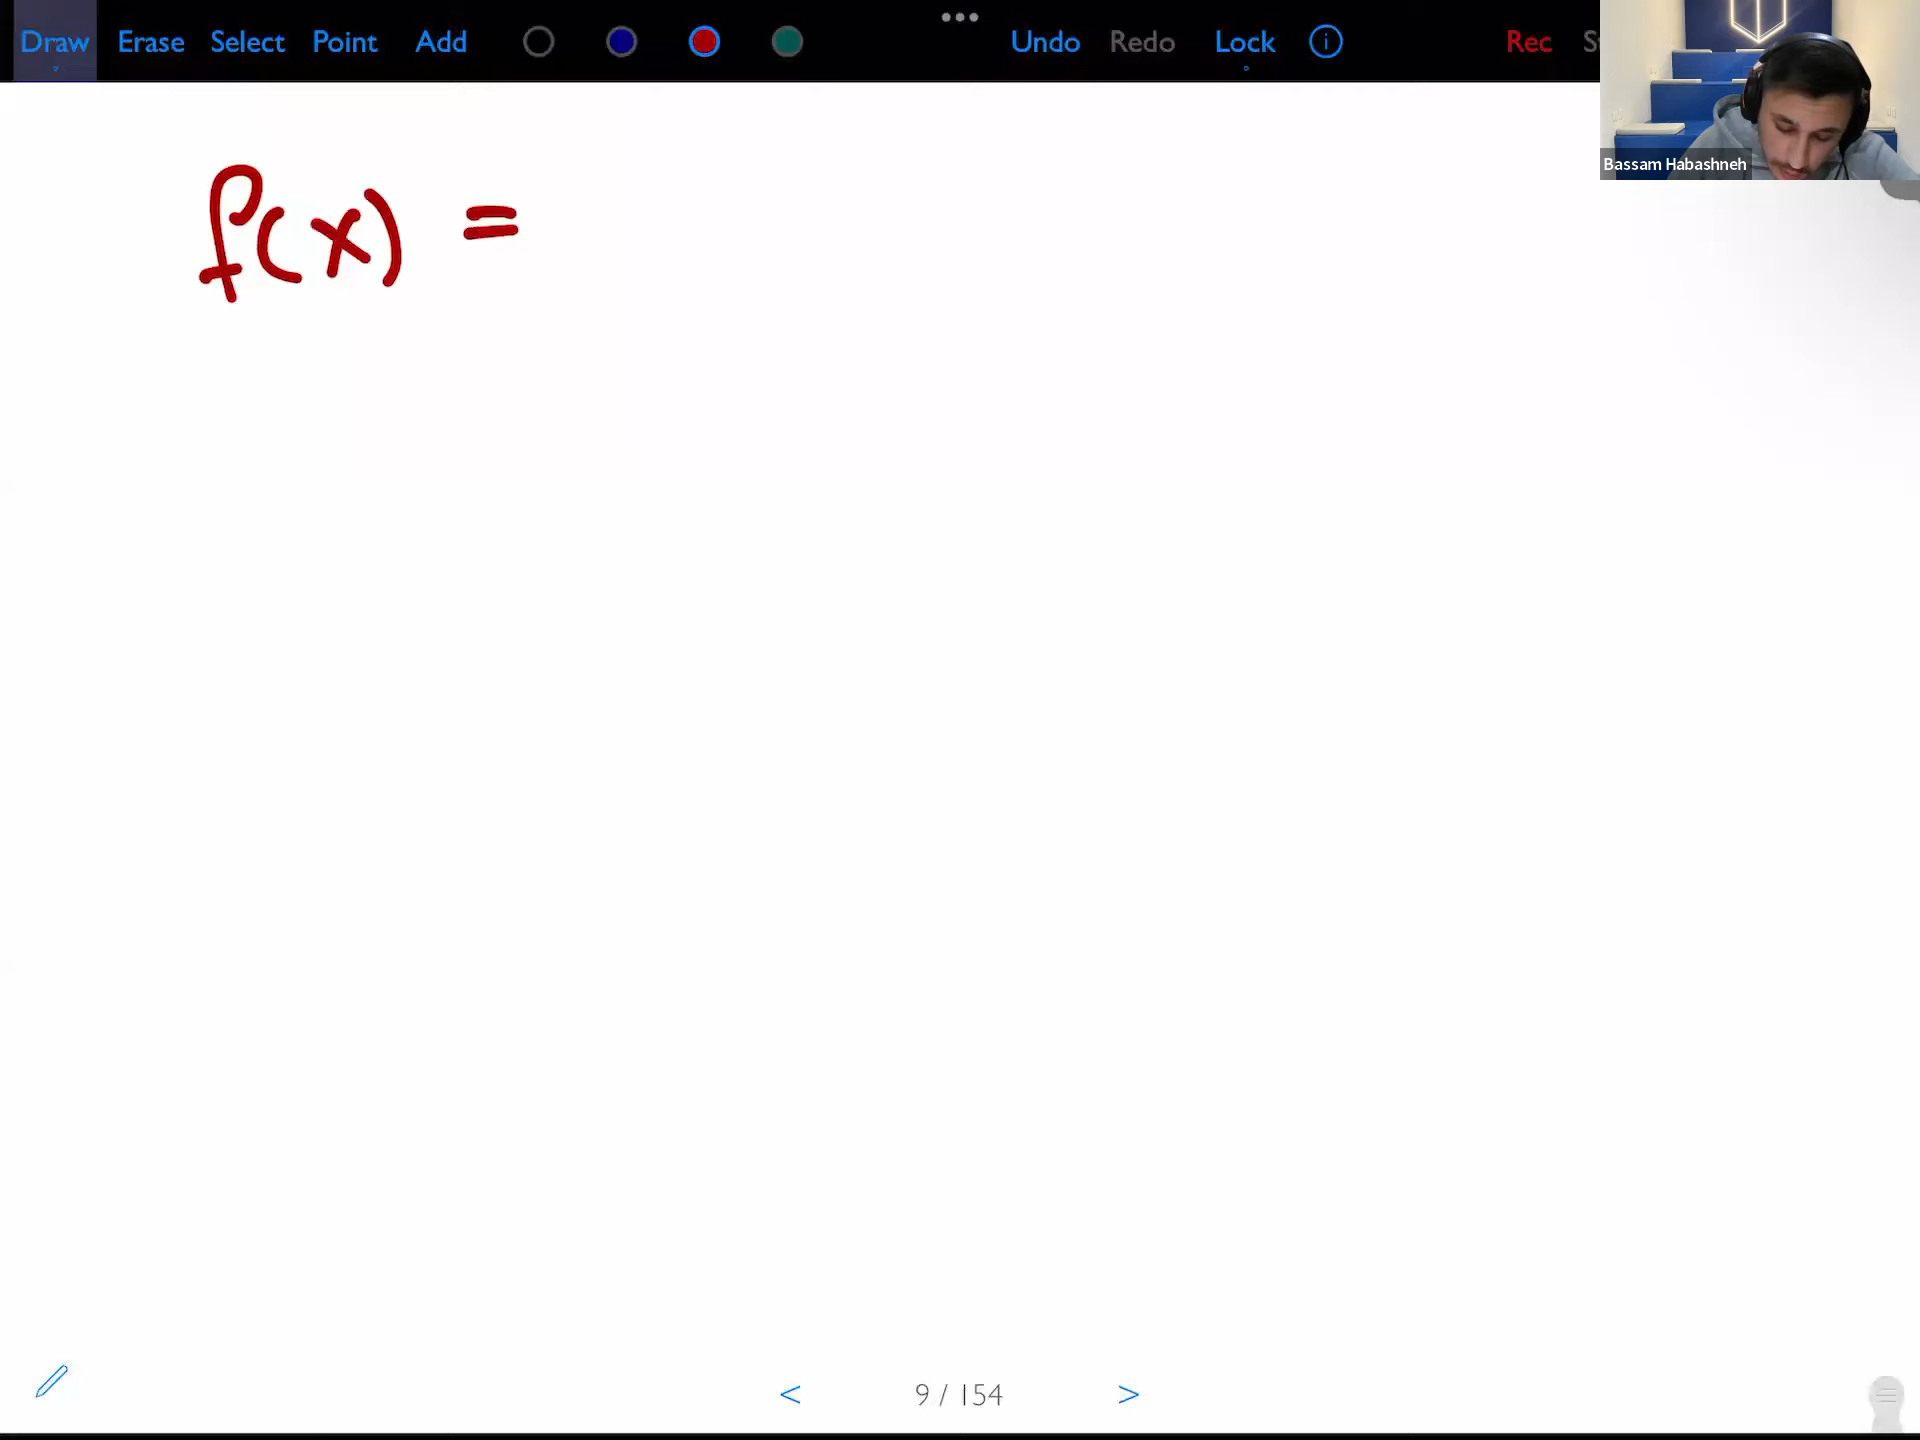 Draw Erase Select Point Add Undo Redo Lock Rec
Bassam Habashneh
f(x) =
< 9 / 154 >